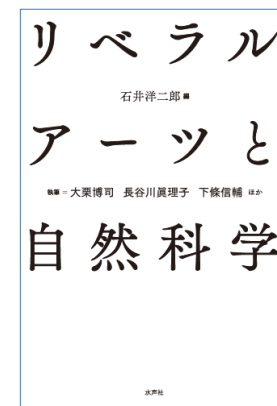 リベラル
石井洋二郎 編
アーツと
執筆=大栗博司 長谷川眞理子 下條信輔 ほか
自然科学
水声社